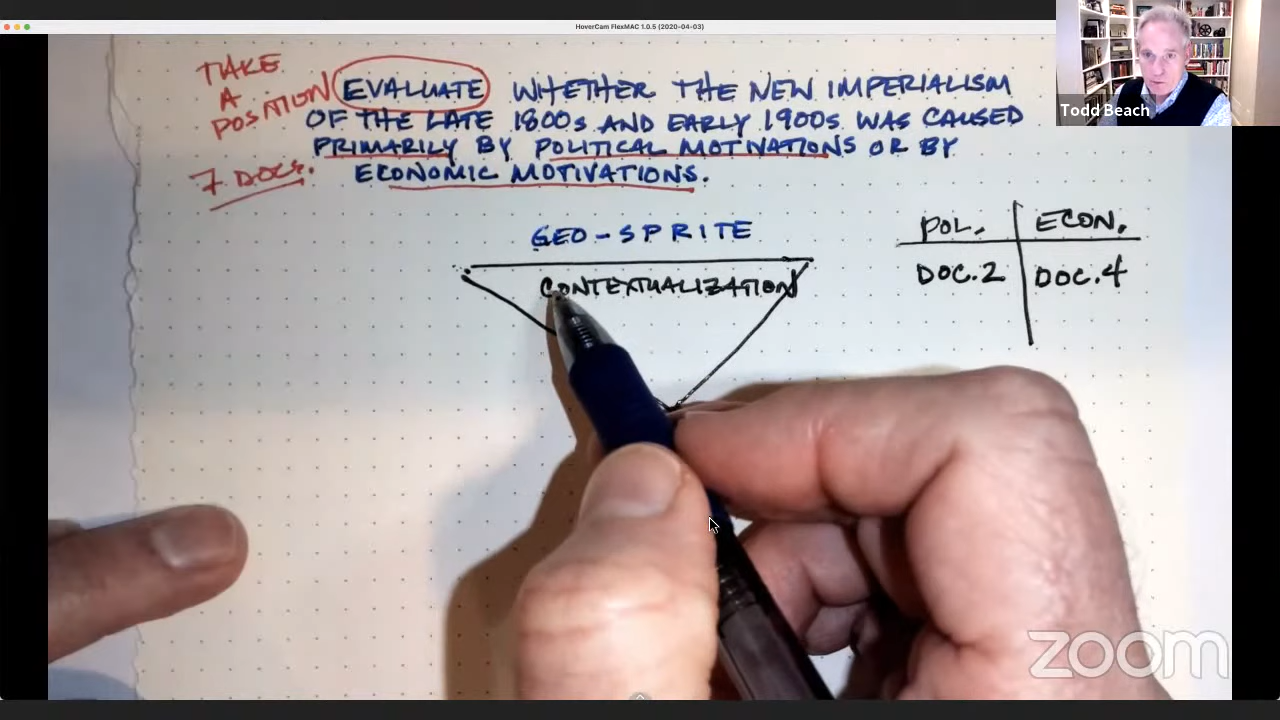 HoverCam FlexMAC 1.0.5 (2020-04-03)
Todd Beach
TAKE
A
POSITION
EVALUATE WHETHER THE NEW IMPERIALISM
OF THE LATE 1800s AND EARLY 1900s WAS CAUSED
PRIMARILY BY POLITICAL MOTIVATIONS OR BY
ECONOMIC MOTIVATIONS.
7 DOCS.
GEO-SPRITE
CONTEXTUALIZATION
POL. ECON.
DOC.2 DOC.4
zoom